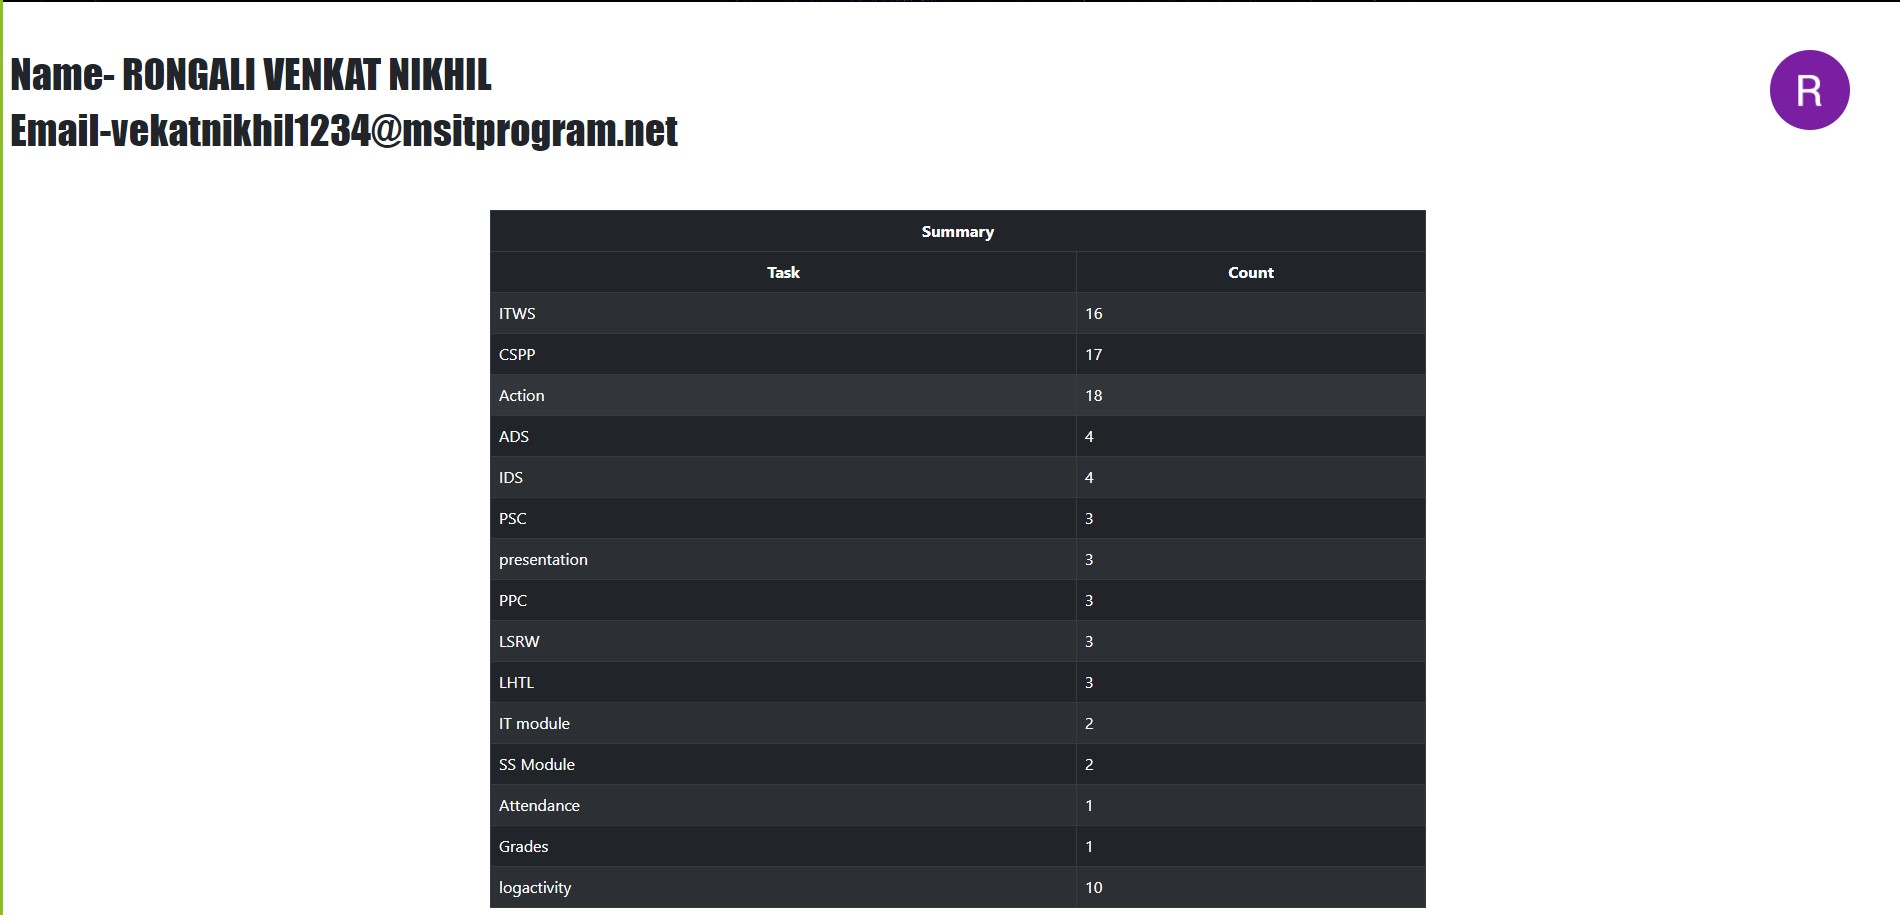 Name- RONGALI VENKAT NIKHIL
R
Email-vekatnikhil1234@msitprogram.net
Summary
Task Count
ITWS 16
CSPP 17
Action 18
ADS 4
IDS 4
PSC 3
presentation 3
PPC 3
LSRW 3
LHTL 3
IT module 2
SS Module 2
Attendance 1
Grades 1
logactivity 10